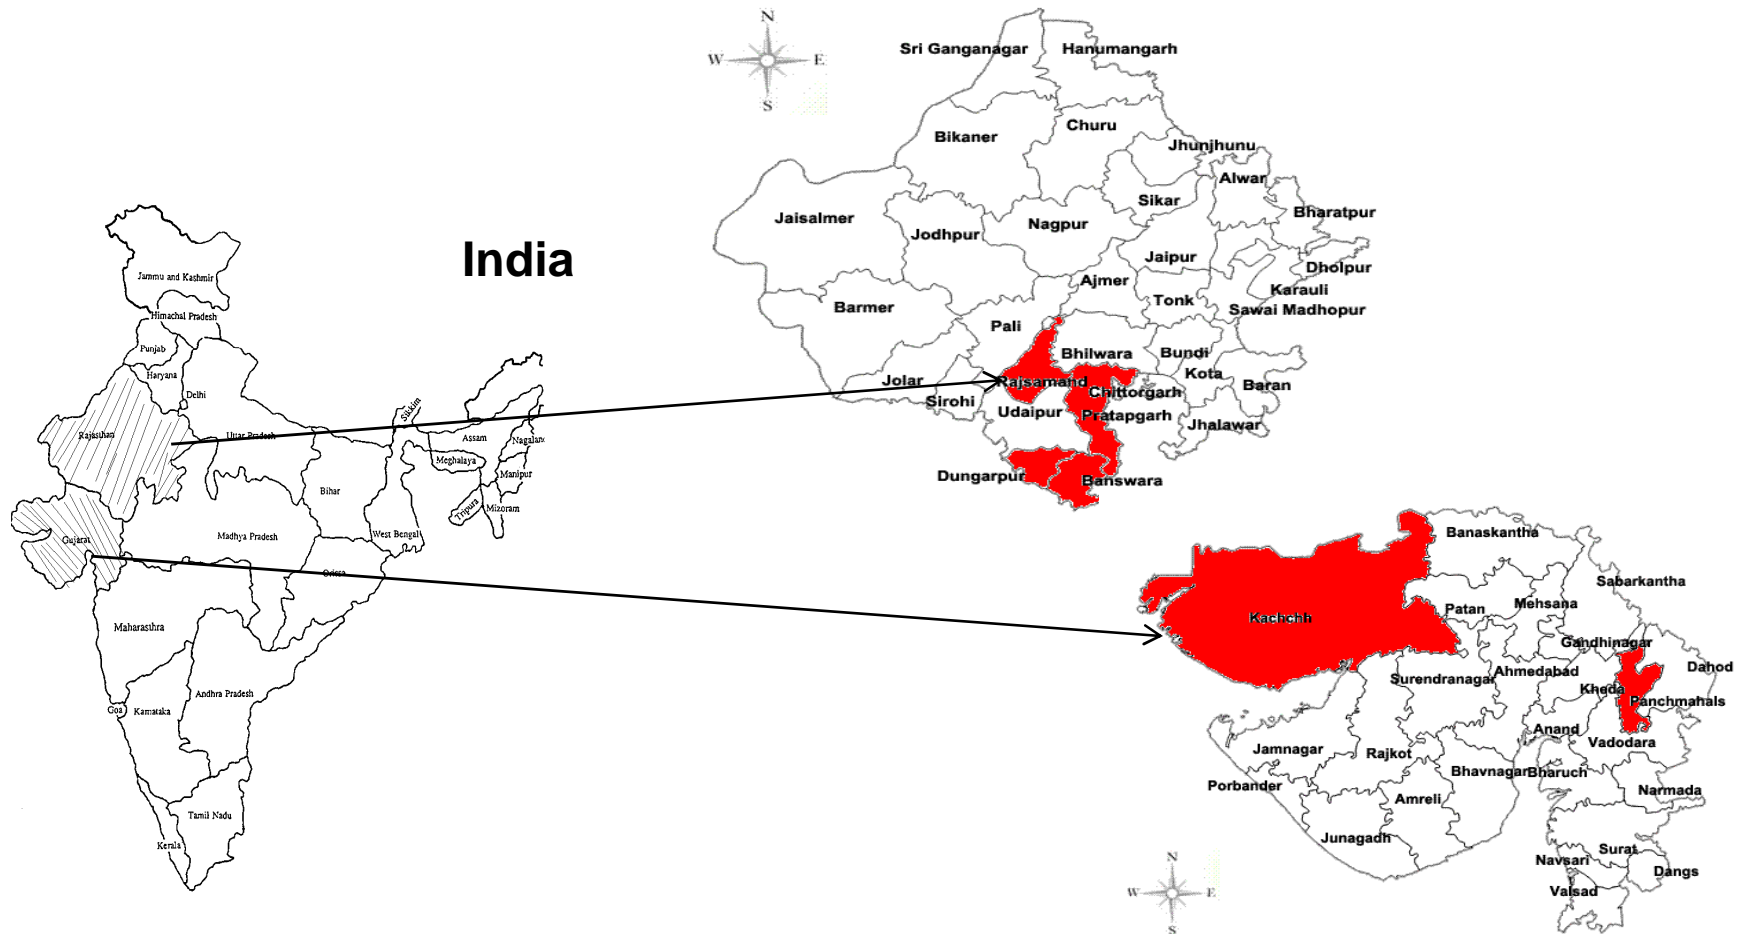 India
Jammu and Kashmir
Himachal Pradesh
Punjab
Haryana
Delhi
Rajasthan
Uttar Pradesh
Sikkim
Assam
Nagaland
Meghalaya
Manipur
Bihar
Tripura
Mizoram
Gujarat
Madhya Pradesh
West Bengal
Orissa
Maharasthra
Andhra Pradesh
Goa
Karnataka
Tamil Nadu
Kerala
N
W
E
S
Sri Ganganagar
Hanumangarh
Bikaner
Churu
Jhunjhunu
Alwar
Sikar
Bharatpur
Jaisalmer
Jodhpur
Nagpur
Jaipur
Dholpur
Ajmer
Karauli
Tonk
Sawai Madhopur
Barmer
Pali
Bhilwara
Bundi
Kota
Jolar
Rajsamand
Baran
Chittorgarh
Sirohi
Udaipur
Pratapgarh
Jhalawar
Dungarpur
Banswara
Banaskantha
Sabarkantha
Patan
Mehsana
Kachchh
Gandhinagar
Dahod
Surendranagar
Ahmedabad
Kheda
Panchmahals
Anand
Vadodara
Jamnagar
Rajkot
Bhavnagar
Bharuch
Porbander
Narmada
Amreli
Junagadh
Surat
Navsari
Dangs
Valsad
N
W
E
S